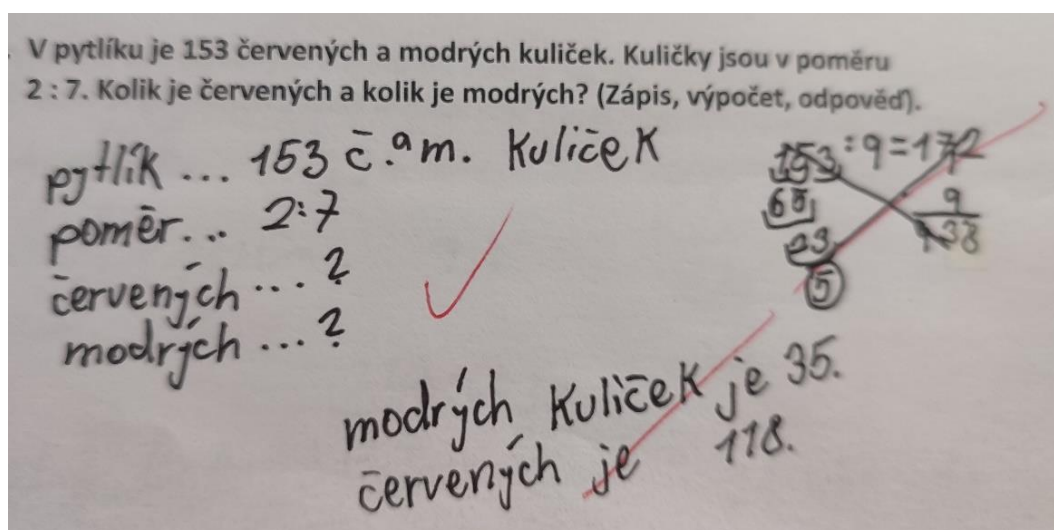 V pytlíku je 153 červených a modrých kuliček. Kuličky jsou v poměru
2 : 7. Kolik je červených a kolik je modrých? (Zápis, výpočet, odpověď).
pytlík ... 153 č. a m. kuliček
poměr... 2:7
červených ... ?
modrých ... ?
153 : 9 = 172
63
23
5
9
modrých kuliček je 35.
červených je 118.